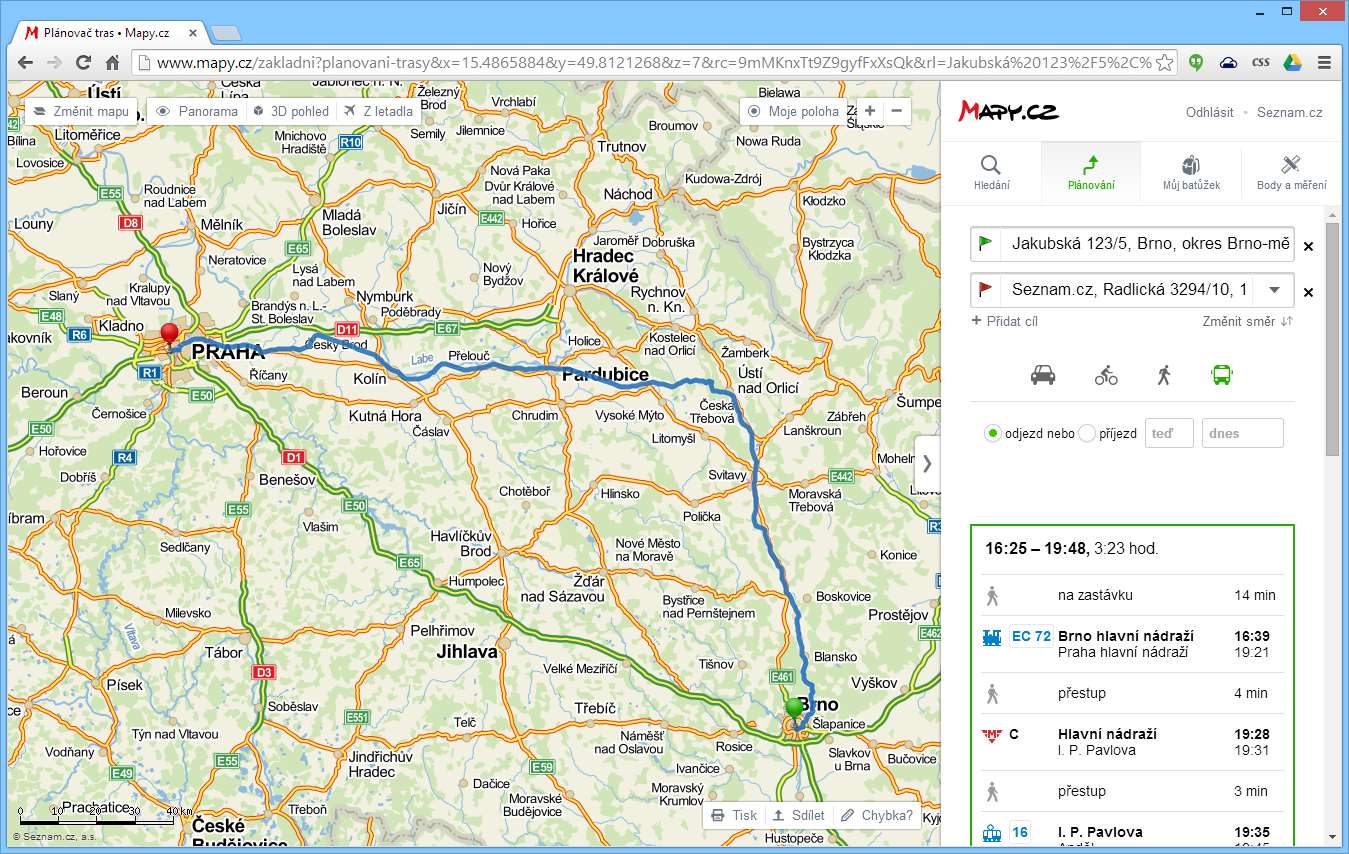 Plánovač tras • Mapy.cz
www.mapy.cz/zakladni?planovani-trasy&x=15.4865884&y=49.8121268&z=7&rc=9mMKnxTt9Z9gyfFxXsQk&rl=Jakubská%20123%2F5%2C%
css
Změnit mapu
Panorama
3D pohled
Z letadla
Moje poloha
+
−
Ústí
Česká
Lípa
Železný
Brod
Vrchlabí
Bielawa
Litoměřice
Bílina
Lovosice
Mnichovo
Hradiště
R10
Semily
Jilemnice
Trutnov
Broumov
Nowa Ruda
E55
Roudnice
nad Labem
Nová Paka
Dvůr Králové
nad Labem
Náchod
Kudowa-Zdrój
Kłodzko
Louny
D8
Mělník
Mladá
Boleslav
Jičín
E442
Hořice
Jaroměř
Dobruška
Bystrzyca
Kłodzka
E65
Neratovice
Hradec
Králové
Slaný
Kralupy
nad Vltavou
Lysá
nad Labem
Nový
Bydžov
Rychnov
n. Kn.
Brandýs n. L.-
St. Boleslav
Nymburk
Poděbrady
E48
R6
Kladno
D11
E67
akovník
PRAHA
Český Brod
Labe
Přelouč
Holice
Kostelec
nad Orlicí
Žamberk
R1
Říčany
Kolín
Pardubice
Ústí
nad Orlicí
Beroun
E50
Černošice
Kutná Hora
Čáslav
Chrudim
Vysoké Mýto
Česká
Třebová
Lanškroun
Zábřeh
Šumpe
E50
Hořovice
R4
D1
Litomyšl
Dobříš
Benešov
Svitavy
Mohelr
E442
Chotěboř
Hlinsko
Moravská
Třebová
E55
E50
Vlašim
Polička
íbram
Sedlčany
Havlíčkův
Brod
Nové Město
na Moravě
Konice
E65
Humpolec
Žďár
nad Sázavou
Bystřice
nad Pernštejnem
Boskovice
Milevsko
Vltava
Pelhřimov
Prostějov
E462
Tábor
Jihlava
Velké Meziříčí
Tišnov
Blansko
D3
E461
Vyškov
Písek
Soběslav
Brno
E551
Telč
Třebíč
Šlapanice
Týn nad Vltavou
Náměšť
nad Oslavou
Rosice
Slavkov
u Brna
Bučovice
Vodňany
E55
Jindřichův
Hradec
E59
Ivančice
E49
Dačice
Moravské
Budějovice
Moravský
Krumlov
Prachatice
Třeboň
České
Budějovice
Hustopeče
0 10 20 30 40 km
© Seznam.cz, a.s.
Tisk
Sdílet
Chybka?
Mapy.cz
Odhlásit
Seznam.cz
Hledání
Plánování
Můj batůžek
Body a měření
Jakubská 123/5, Brno, okres Brno-mě
Seznam.cz, Radlická 3294/10, 1
+ Přidat cíl
Změnit směr
odjezd nebo
příjezd
teď
dnes
16:25 – 19:48, 3:23 hod.
na zastávku
14 min
EC 72
Brno hlavní nádraží
16:39
Praha hlavní nádraží
19:21
přestup
4 min
C
Hlavní nádraží
19:28
I. P. Pavlova
19:31
přestup
3 min
16
I. P. Pavlova
19:35